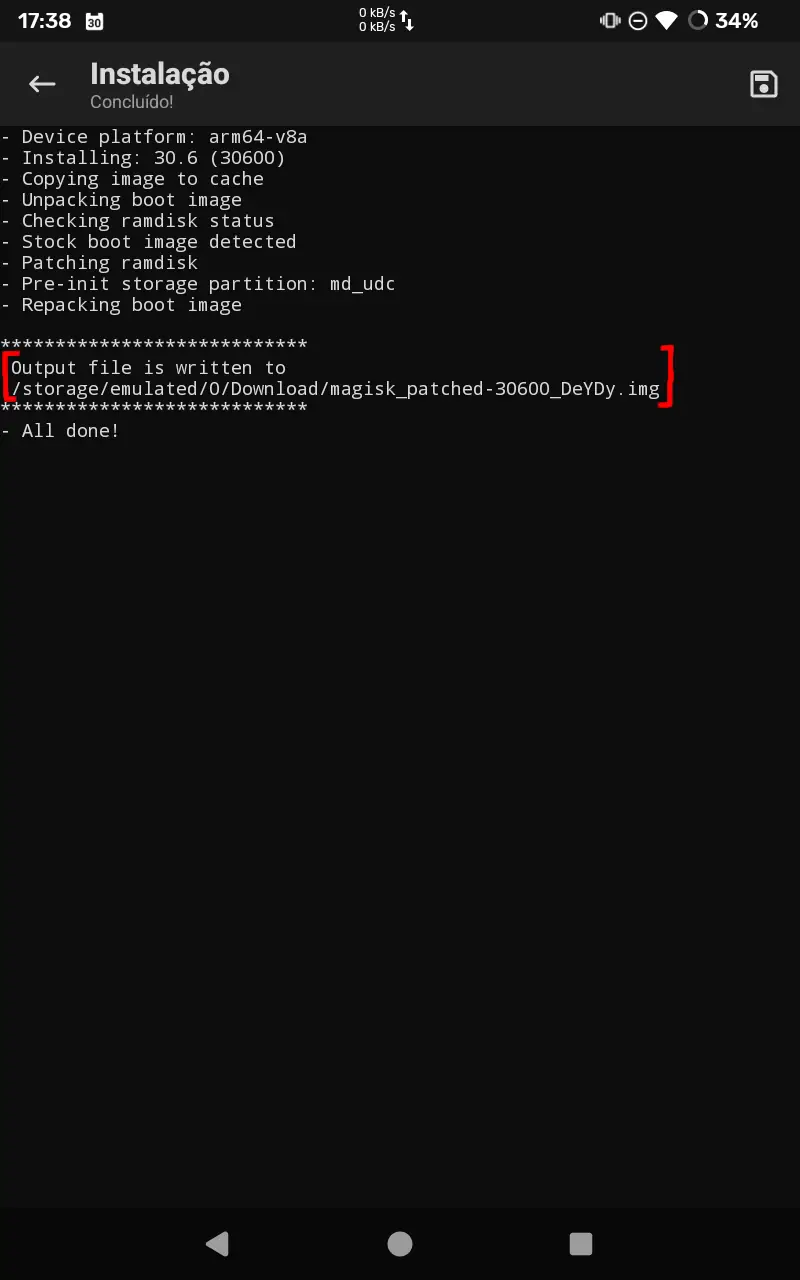 17:38 30 0 kB/s 34%
0 kB/s
Instalação
Concluído!
- Device platform: arm64-v8a
- Installing: 30.6 (30600)
- Copying image to cache
- Unpacking boot image
- Checking ramdisk status
- Stock boot image detected
- Patching ramdisk
- Pre-init storage partition: md_udc
- Repacking boot image
****************************
Output file is written to
/storage/emulated/0/Download/magisk_patched-30600_DeYDy.img
****************************
- All done!